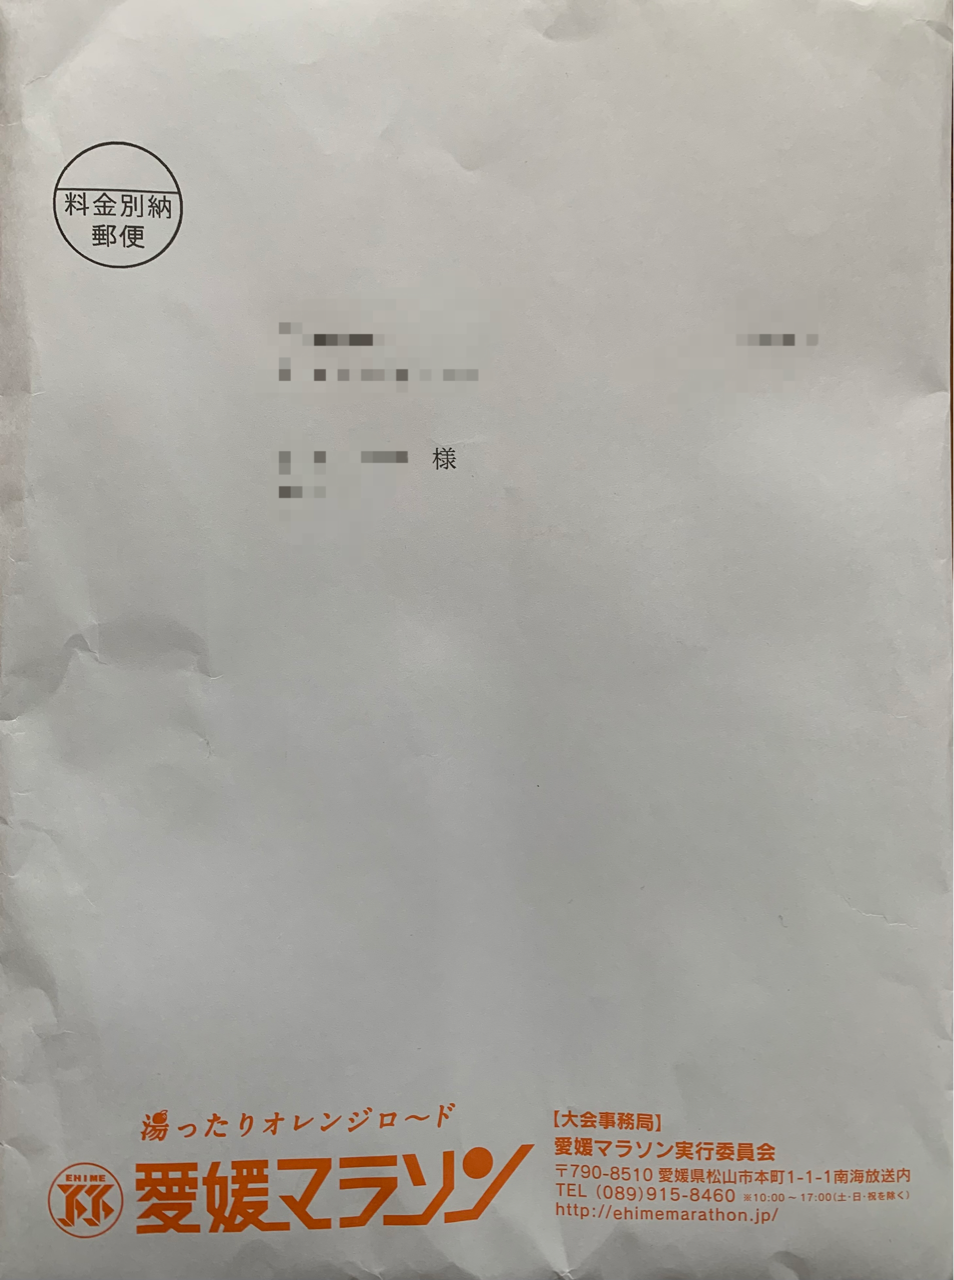 料金別納
郵便
様
湯ったりオレンジロ〜ド
EHIME
愛媛マラソン
【大会事務局】
愛媛マラソン実行委員会
〒790-8510 愛媛県松山市本町1-1-1南海放送内
TEL (089)915-8460 ※10:00〜17:00(土・日・祝を除く)
http://ehimemarathon.jp/